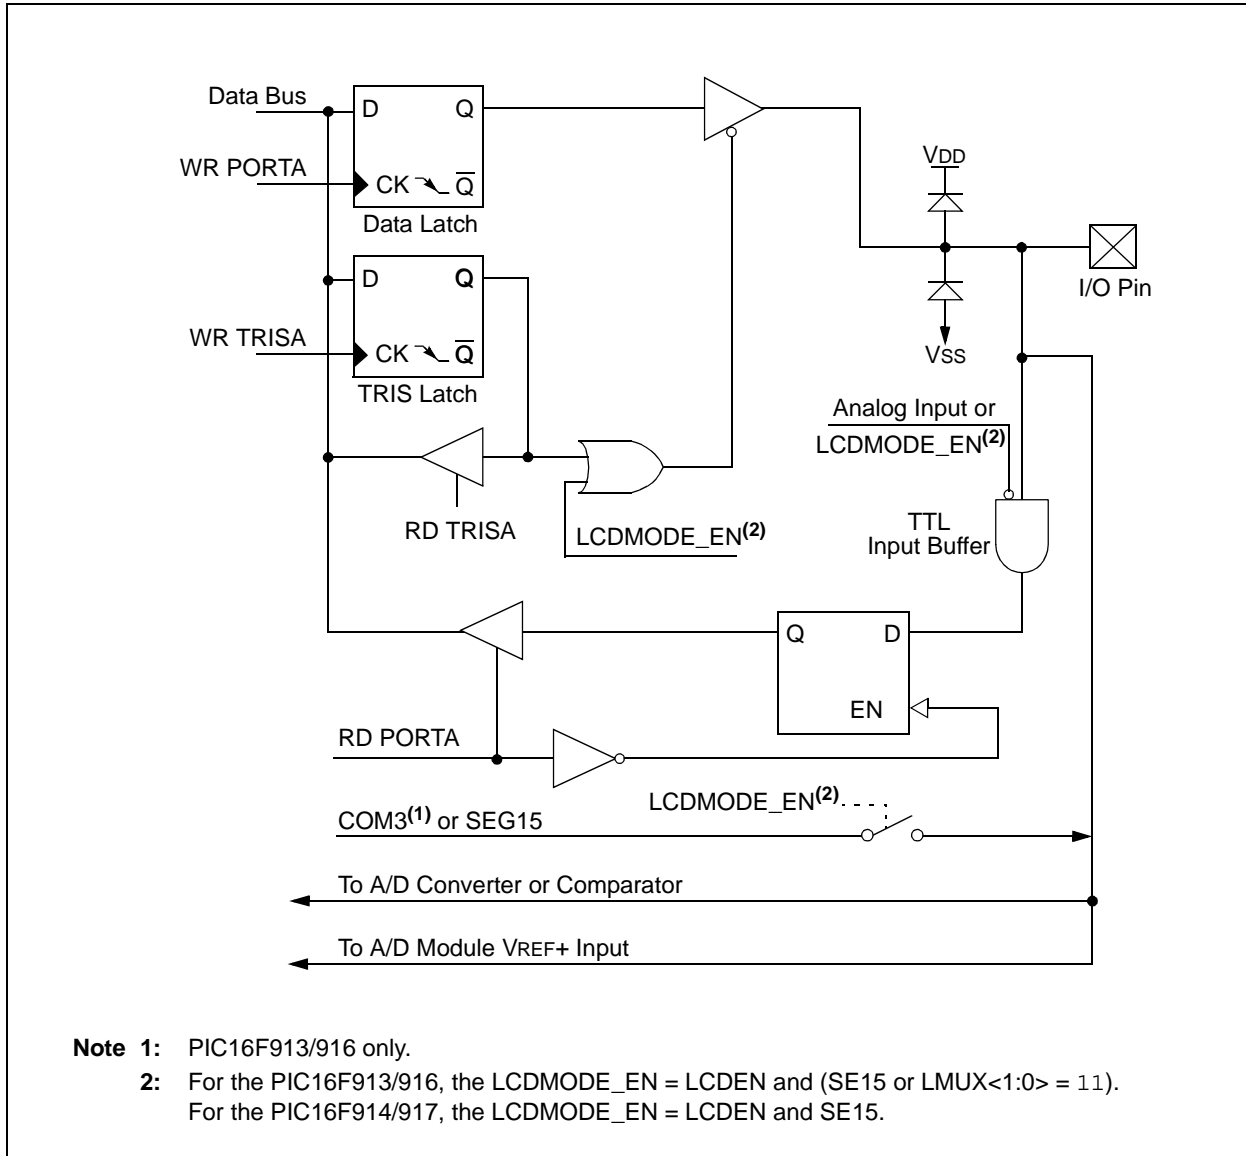 Data Bus
D Q
WR PORTA
CK Q̅
Data Latch
VDD
D Q
I/O Pin
WR TRISA
CK Q̅
VSS
TRIS Latch
Analog Input or
LCDMODE_EN(2)
RD TRISA
LCDMODE_EN(2)
TTL
Input Buffer
Q D
EN
RD PORTA
LCDMODE_EN(2)
COM3(1) or SEG15
To A/D Converter or Comparator
To A/D Module VREF+ Input
Note 1: PIC16F913/916 only.
2: For the PIC16F913/916, the LCDMODE_EN = LCDEN and (SE15 or LMUX<1:0> = 11).
For the PIC16F914/917, the LCDMODE_EN = LCDEN and SE15.